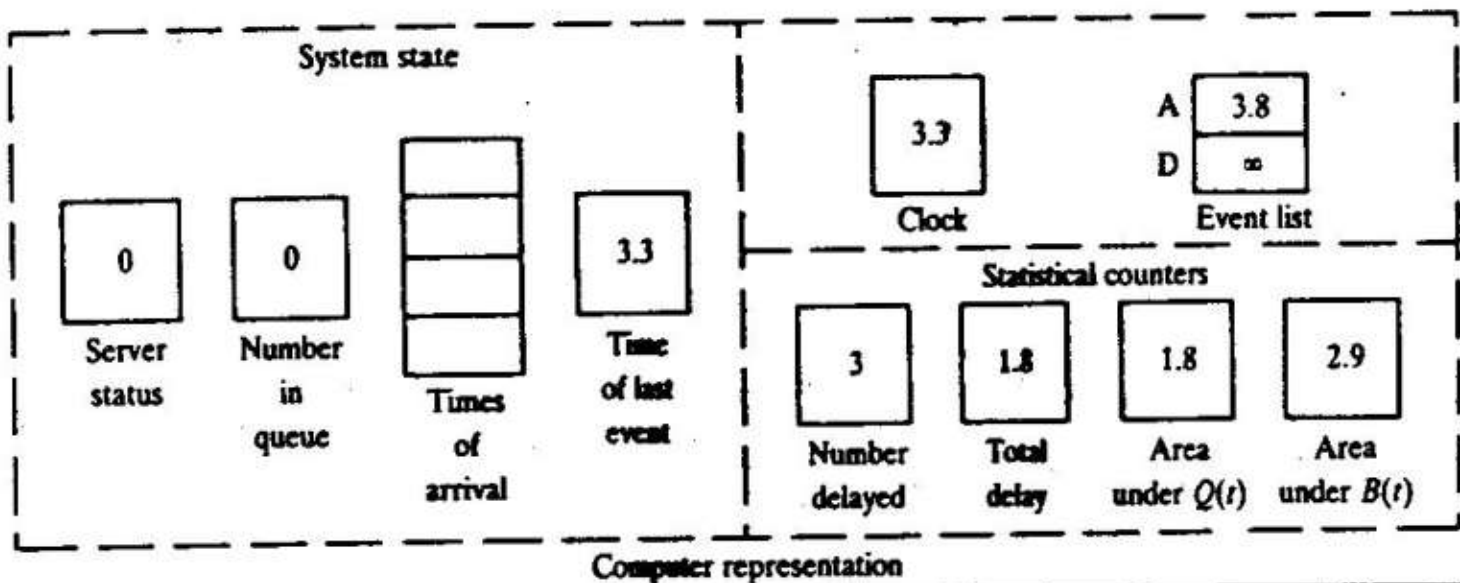 System state
0
Server
status
0
Number
in
queue
Times
of
arrival
3.3
Time
of last
event
3.3
Clock
A 3.8
D ∞
Event list
Statistical counters
3
Number
delayed
1.8
Total
delay
1.8
Area
under Q(t)
2.9
Area
under B(t)
Computer representation